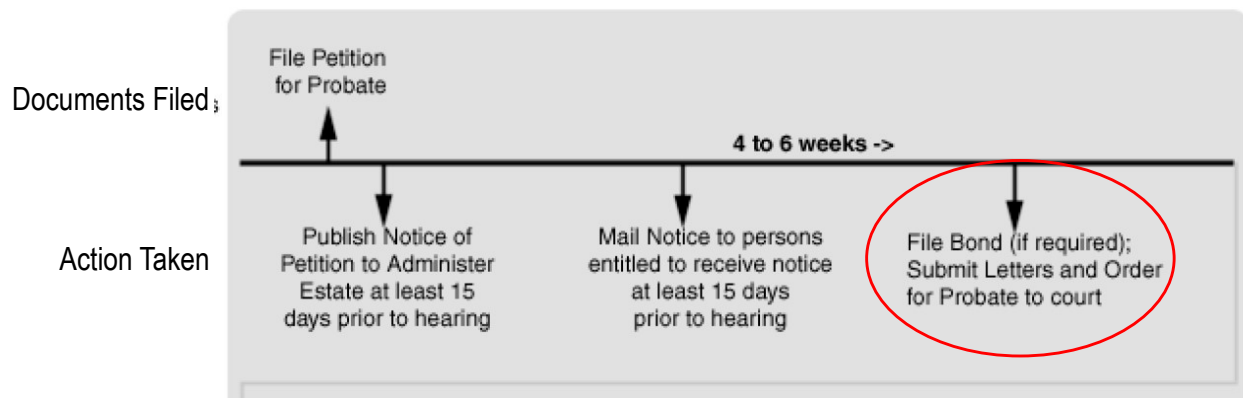 File Petition
for Probate
Documents Filed
s
4 to 6 weeks ->
Action Taken
Publish Notice of
Petition to Administer
Estate at least 15
days prior to hearing
Mail Notice to persons
entitled to receive notice
at least 15 days
prior to hearing
File Bond (if required);
Submit Letters and Order
for Probate to court